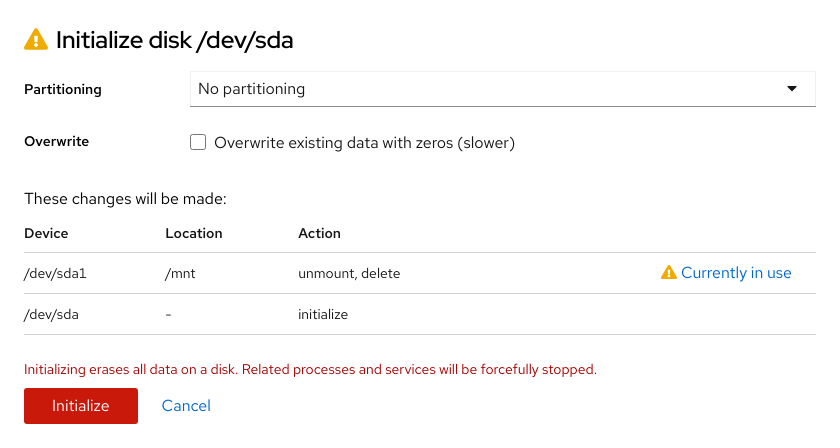 Initialize disk /dev/sda
Partitioning No partitioning
Overwrite Overwrite existing data with zeros (slower)
These changes will be made:
Device Location Action
/dev/sda1 /mnt unmount, delete Currently in use
/dev/sda - initialize
Initializing erases all data on a disk. Related processes and services will be forcefully stopped.
Initialize Cancel